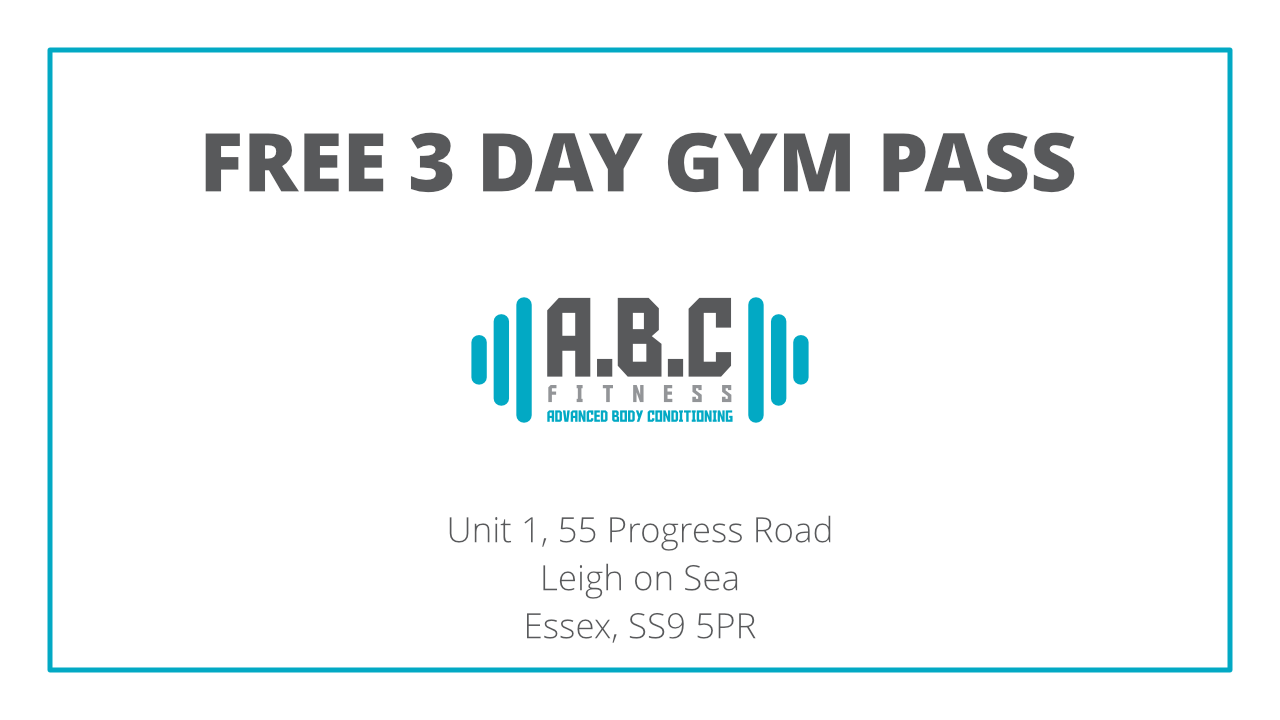 FREE 3 DAY GYM PASS
A.B.C
FITNESS
ADVANCED BODY CONDITIONING
Unit 1, 55 Progress Road
Leigh on Sea
Essex, SS9 5PR